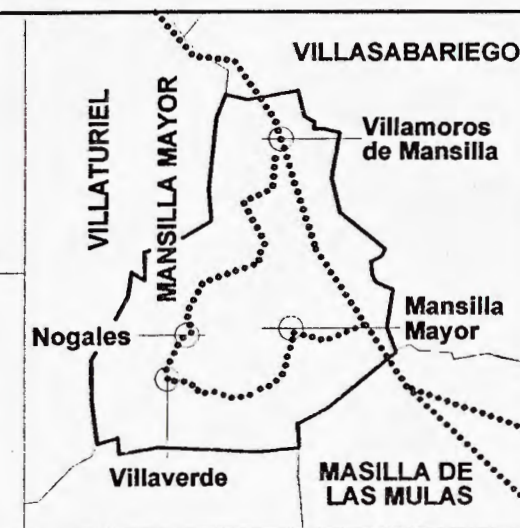 VILLASABARIEGO
VILLATURIEL
MANSILLA MAYOR
Villamoros
de Mansilla
Mansilla
Mayor
Nogales
Villaverde
MASILLA DE
LAS MULAS